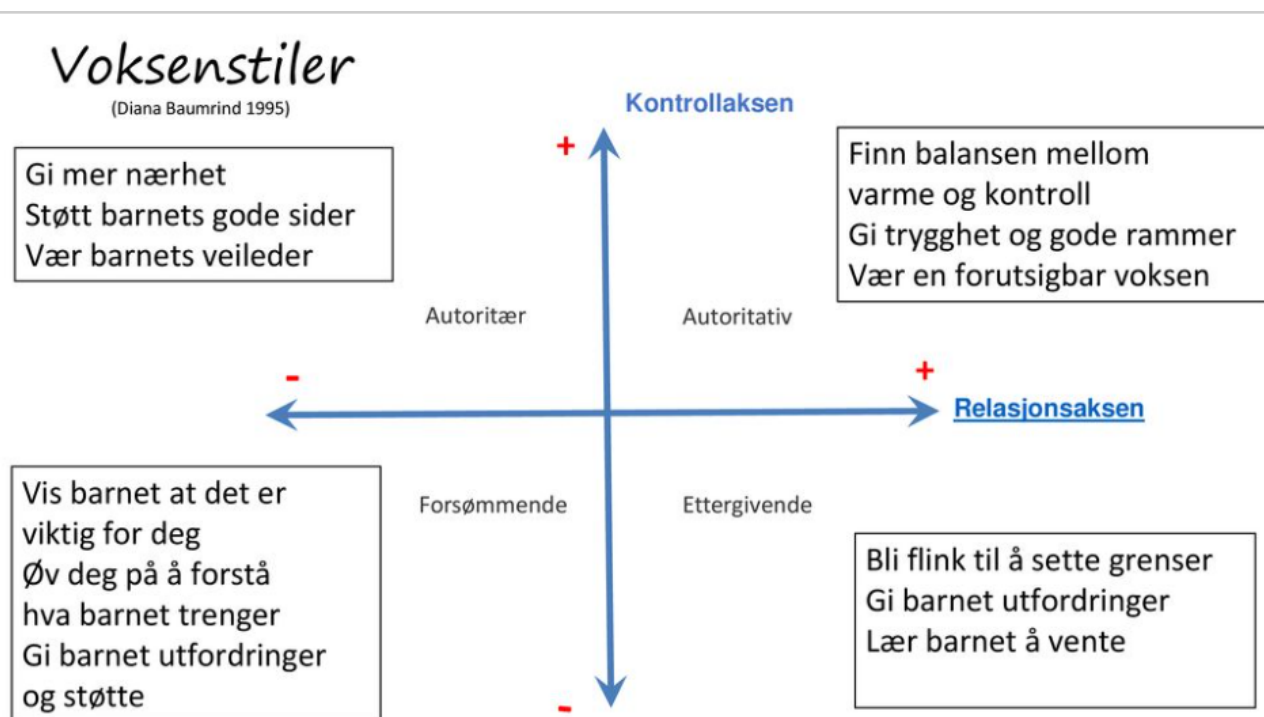 Voksenstiler
(Diana Baumrind 1995)
Kontrollaksen
+
Gi mer nærhet
Støtt barnets gode sider
Vær barnets veileder
Finn balansen mellom
varme og kontroll
Gi trygghet og gode rammer
Vær en forutsigbar voksen
Autoritær
Autoritativ
-
+
Relasjonsaksen
Vis barnet at det er
viktig for deg
Øv deg på å forstå
hva barnet trenger
Gi barnet utfordringer
og støtte
Forsømmende
Ettergivende
Bli flink til å sette grenser
Gi barnet utfordringer
Lær barnet å vente
-